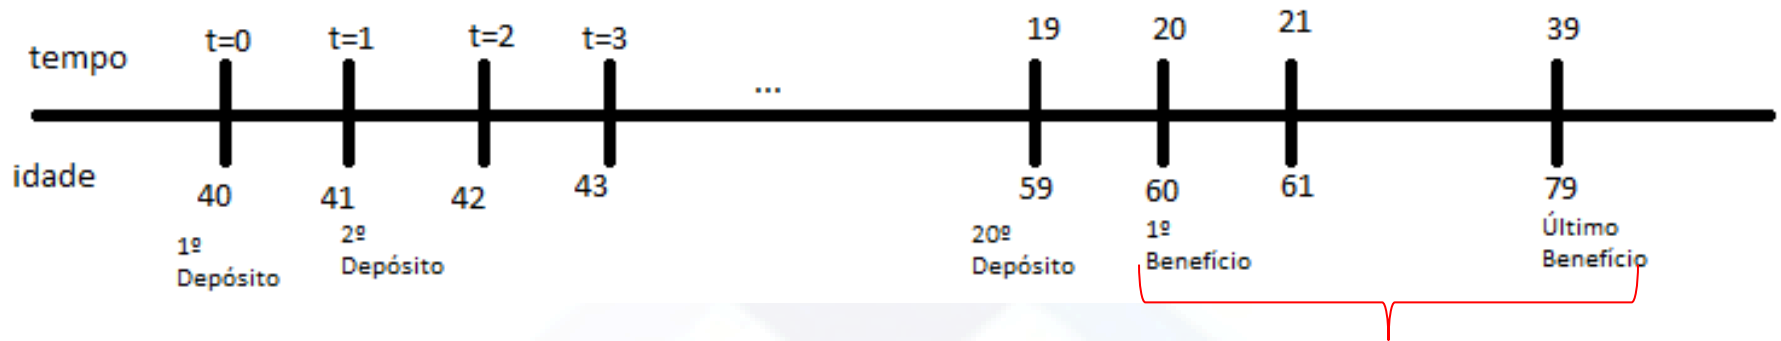 tempo t=0 t=1 t=2 t=3 ... 19 20 21 39
idade 40 41 42 43 59 60 61 79
1º
Depósito
2º
Depósito
20º
Depósito
1º
Benefício
Último
Benefício